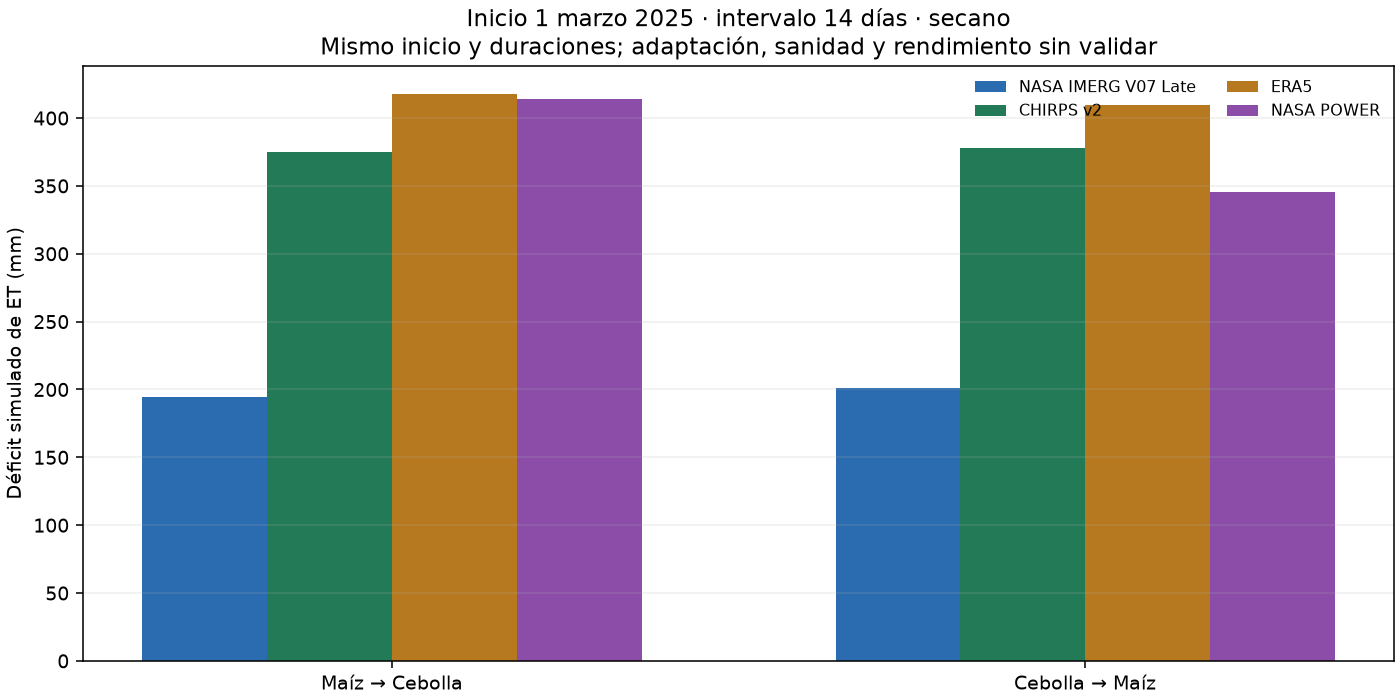 Inicio 1 marzo 2025 · intervalo 14 días · secano
Mismo inicio y duraciones; adaptación, sanidad y rendimiento sin validar
NASA IMERG V07 Late
CHIRPS v2
ERA5
NASA POWER
Déficit simulado de ET (mm)
400
350
300
250
200
150
100
50
0
Maíz → Cebolla
Cebolla → Maíz